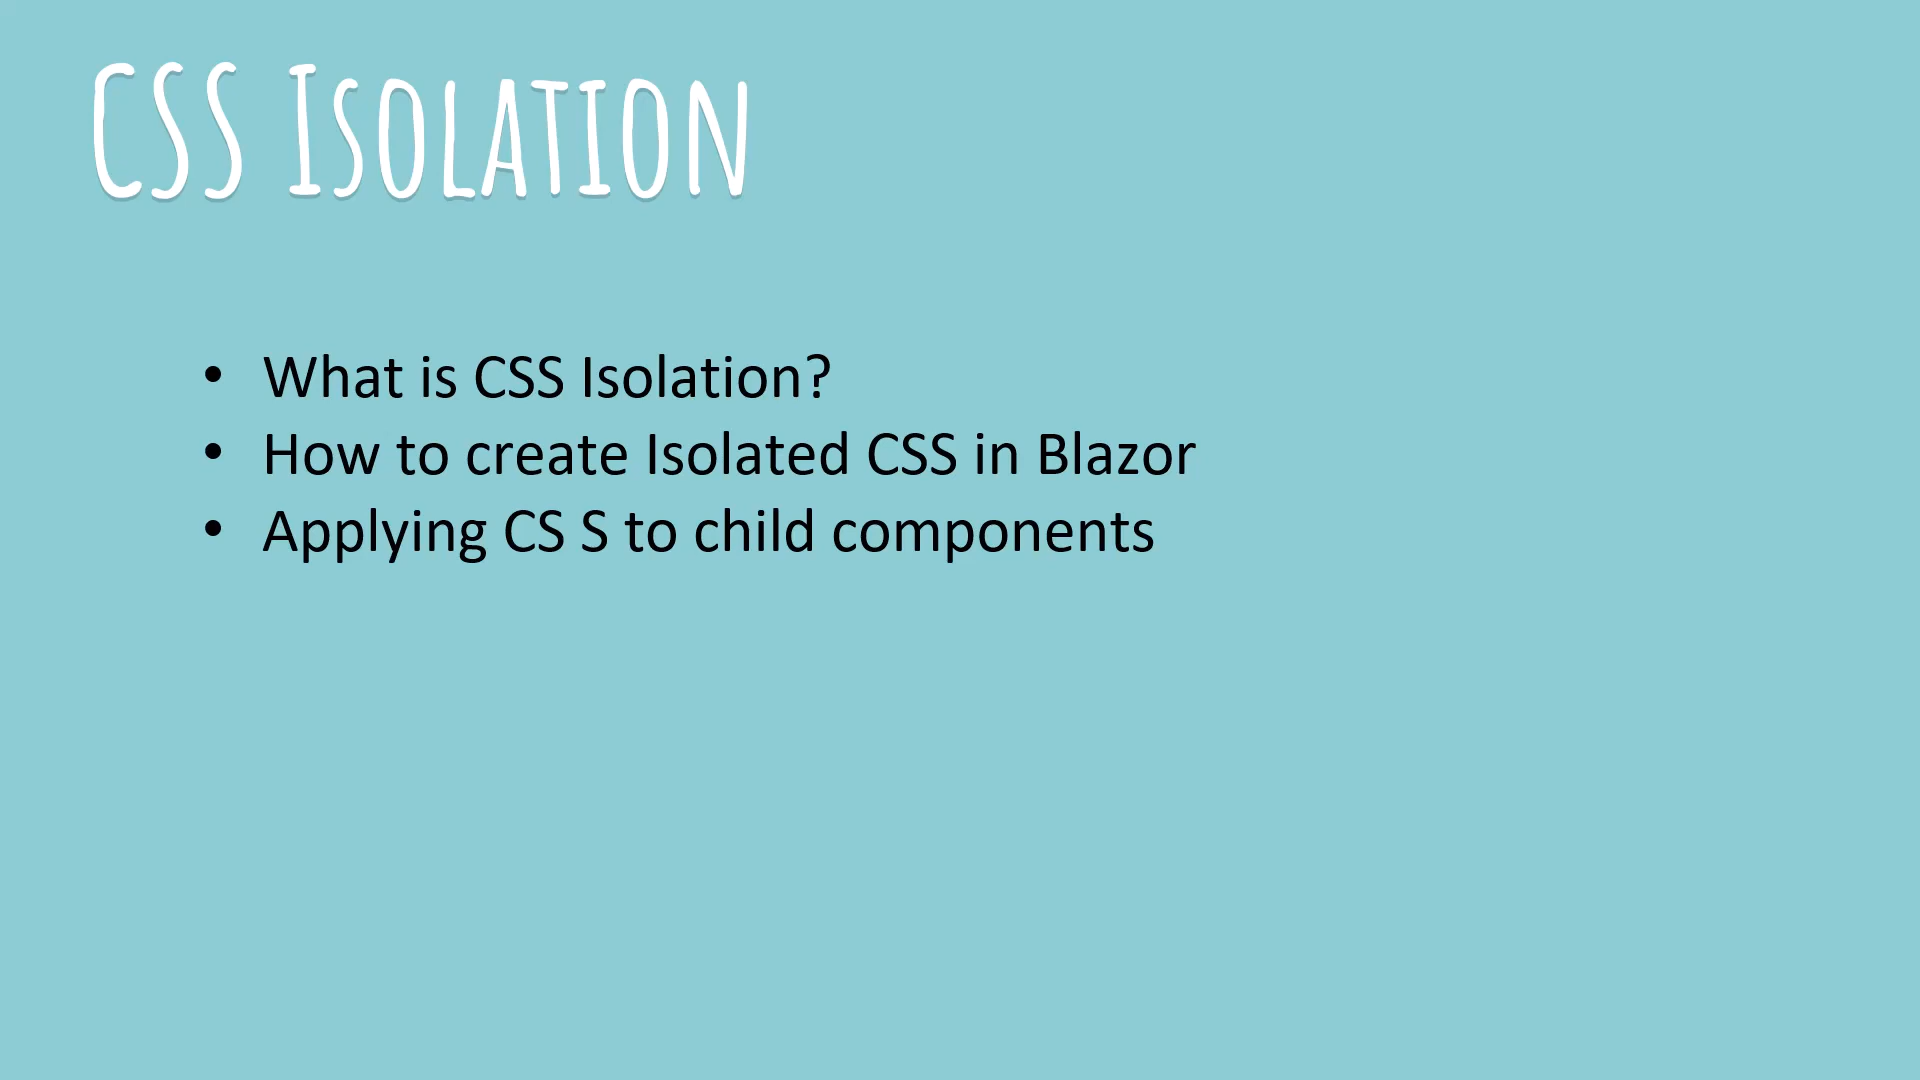 CSS Isolation
• What is CSS Isolation?
• How to create Isolated CSS in Blazor
• Applying CS S to child components